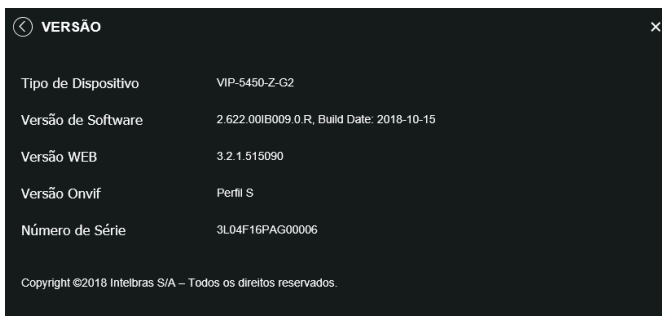 VERSÃO
Tipo de Dispositivo VIP-5450-Z-G2
Versão de Software 2.622.00IB009.0.R, Build Date: 2018-10-15
Versão WEB 3.2.1.515090
Versão Onvif Perfil S
Número de Série 3L04F16PAG00006
Copyright ©2018 Intelbras S/A – Todos os direitos reservados.